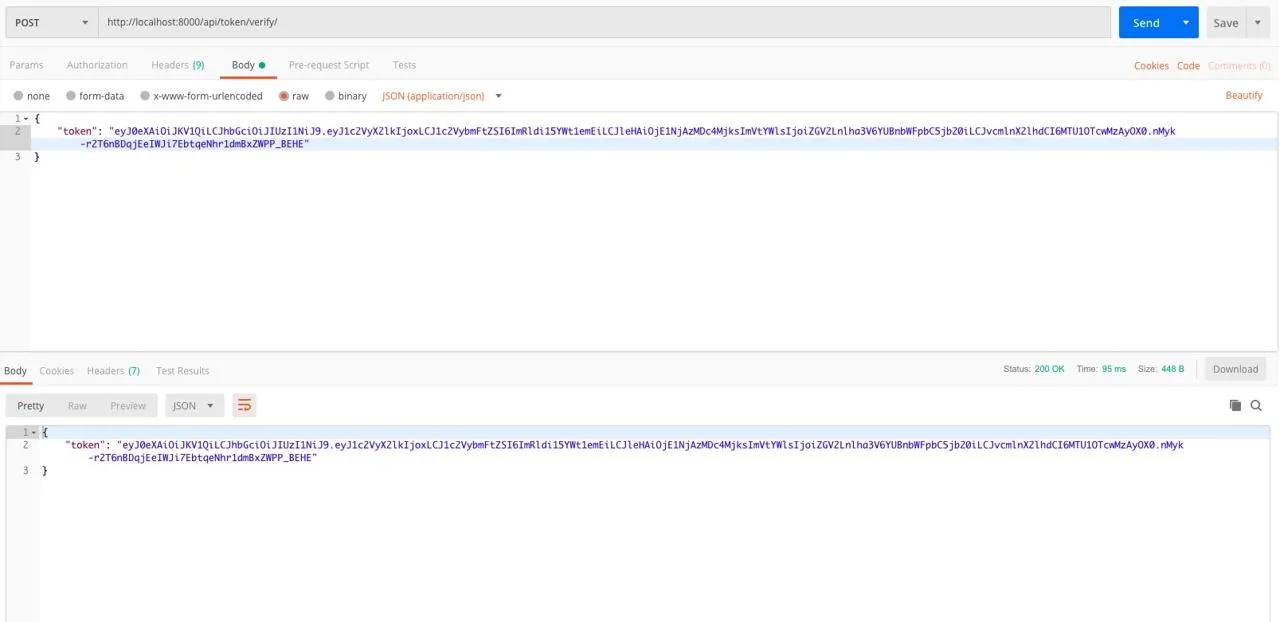 POST http://localhost:8000/api/token/verify/ Send Save
Params Authorization Headers (9) Body Pre-request Script Tests Cookies Code Comments (0)
none form-data x-www-form-urlencoded raw binary JSON (application/json) Beautify
1 {
2 "token": "eyJ0eXAiOiJKV1QiLCJhbGciOiJIUzI1NiJ9.eyJ1c2VyX2lkIjoxLCJ1c2VybmFtZSI6ImRldi15YWt1emEiLCJleHAiOjE1NjAzMDc4MjksImVtYWlsIjoiZGV2Lnlha3V6YUBnbWFpbC5jb20iLCJvcmlnX2lhdCI6MTU1OTcwMzAyOX0.nMyk
-r2T6nBDqjEeIWJi7EbtqeNhr1dmBxZWPP_BEHE"
3 }
Body Cookies Headers (7) Test Results Status: 200 OK Time: 95 ms Size: 448 B Download
Pretty Raw Preview JSON
1 {
2 "token": "eyJ0eXAiOiJKV1QiLCJhbGciOiJIUzI1NiJ9.eyJ1c2VyX2lkIjoxLCJ1c2VybmFtZSI6ImRldi15YWt1emEiLCJleHAiOjE1NjAzMDc4MjksImVtYWlsIjoiZGV2Lnlha3V6YUBnbWFpbC5jb20iLCJvcmlnX2lhdCI6MTU1OTcwMzAyOX0.nMyk
-r2T6nBDqjEeIWJi7EbtqeNhr1dmBxZWPP_BEHE"
3 }